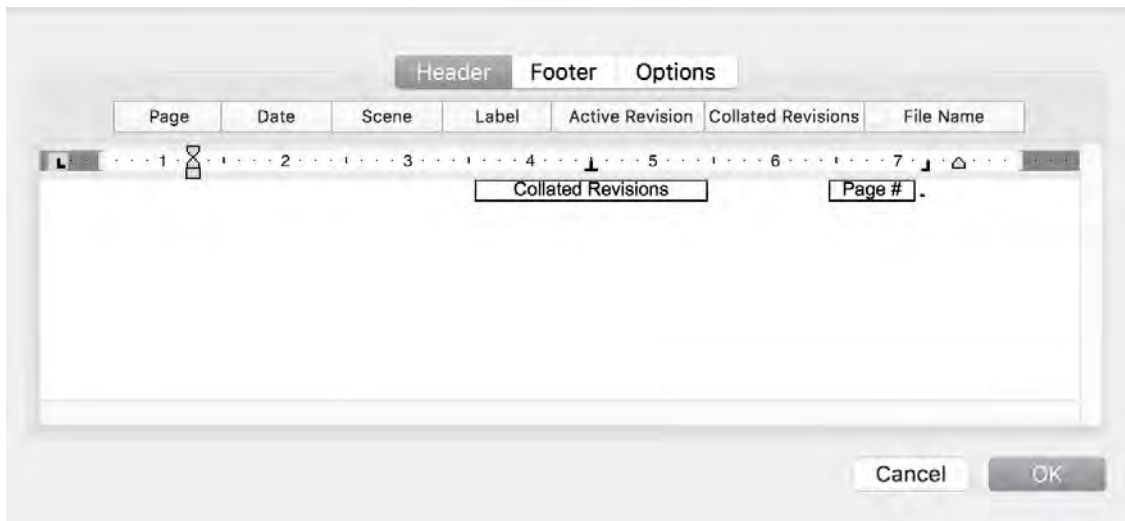 Header Footer Options
Page Date Scene Label Active Revision Collated Revisions File Name
1 2 3 4 5 6 7
Collated Revisions Page # .
Cancel OK